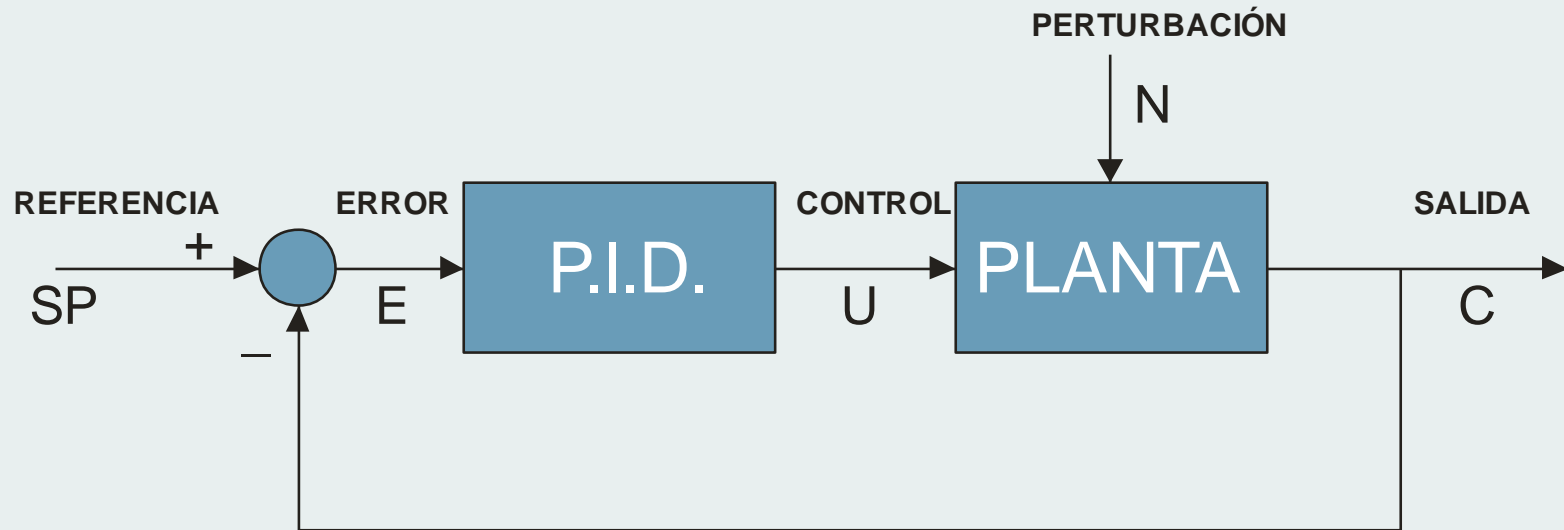 PERTURBACIÓN
N
REFERENCIA
ERROR
CONTROL
SALIDA
+
P.I.D.
PLANTA
SP
E
U
C
–